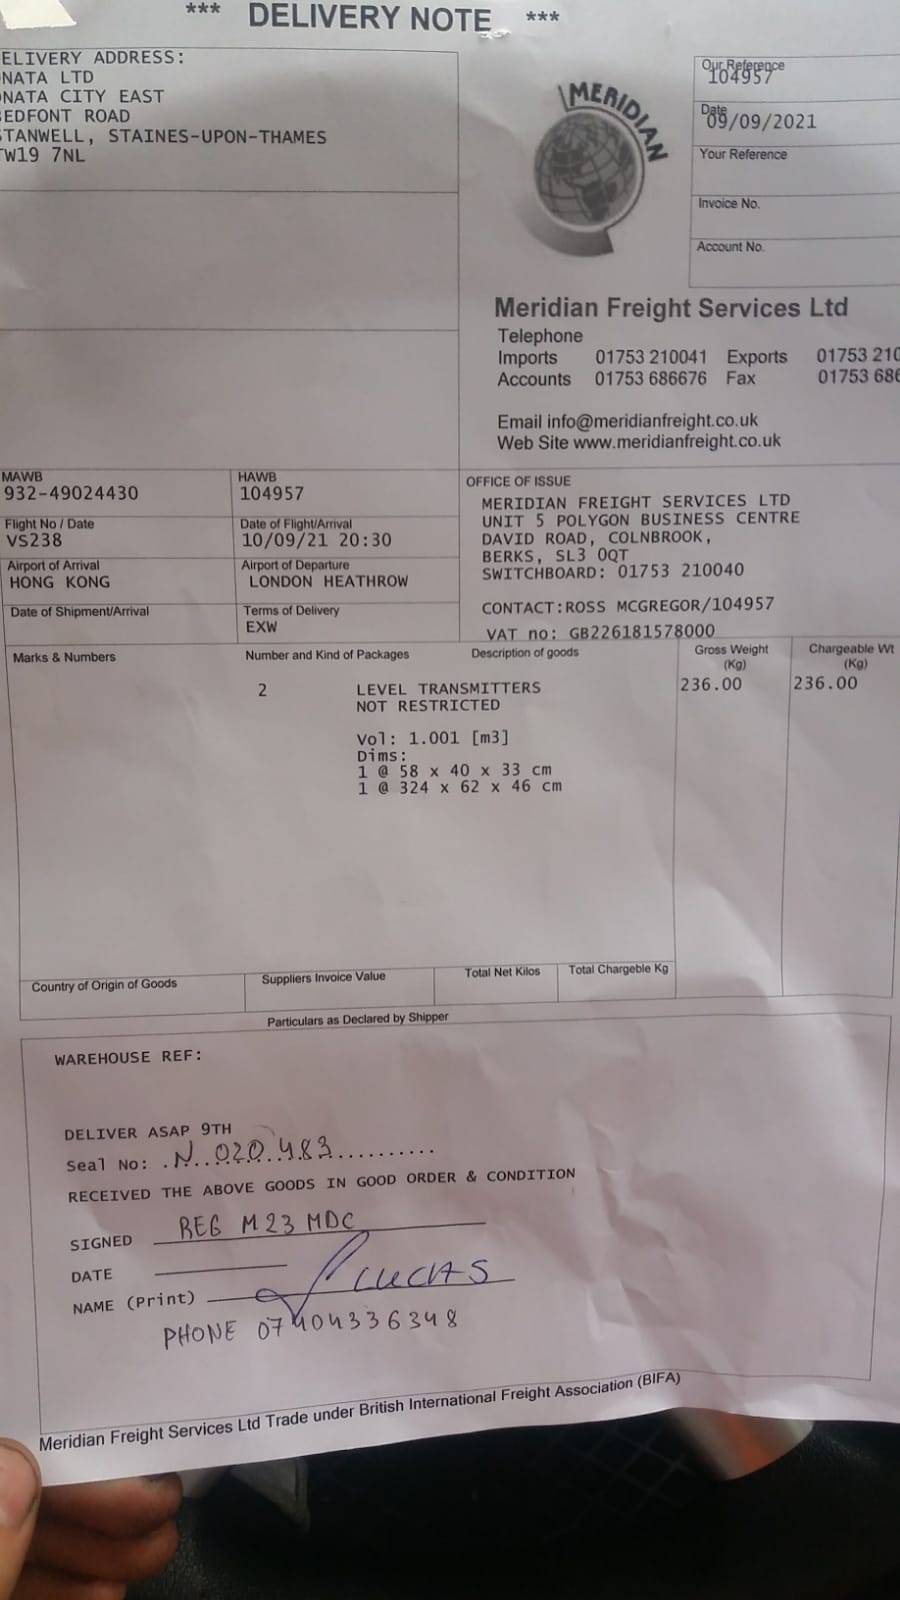 *** DELIVERY NOTE ***
ELIVERY ADDRESS:
NATA LTD
NATA CITY EAST
EDFONT ROAD
TANWELL, STAINES-UPON-THAMES
TW19 7NL
MERIDIAN
Our Reference
104957
Date
09/09/2021
Your Reference
Invoice No.
Account No.
Meridian Freight Services Ltd
Telephone
Imports 01753 210041 Exports 01753 210
Accounts 01753 686676 Fax 01753 686
Email info@meridianfreight.co.uk
Web Site www.meridianfreight.co.uk
MAWB
932-49024430
HAWB
104957
Flight No / Date
VS238
Date of Flight/Arrival
10/09/21 20:30
Airport of Arrival
HONG KONG
Airport of Departure
LONDON HEATHROW
Date of Shipment/Arrival
Terms of Delivery
EXW
OFFICE OF ISSUE
MERIDIAN FREIGHT SERVICES LTD
UNIT 5 POLYGON BUSINESS CENTRE
DAVID ROAD, COLNBROOK,
BERKS, SL3 0QT
SWITCHBOARD: 01753 210040
CONTACT:ROSS MCGREGOR/104957
VAT no: GB226181578000
Marks & Numbers Number and Kind of Packages Description of goods Gross Weight (Kg) Chargeable Wt (Kg)
2 LEVEL TRANSMITTERS 236.00 236.00
NOT RESTRICTED
Vol: 1.001 [m3]
Dims:
1 @ 58 x 40 x 33 cm
1 @ 324 x 62 x 46 cm
Country of Origin of Goods Suppliers Invoice Value Total Net Kilos Total Chargeble Kg
Particulars as Declared by Shipper
WAREHOUSE REF:
DELIVER ASAP 9TH
Seal No: N 020483
RECEIVED THE ABOVE GOODS IN GOOD ORDER & CONDITION
SIGNED REG M23 MDC
DATE
NAME (Print) LUCAS
PHONE 07404336348
Meridian Freight Services Ltd Trade under British International Freight Association (BIFA)